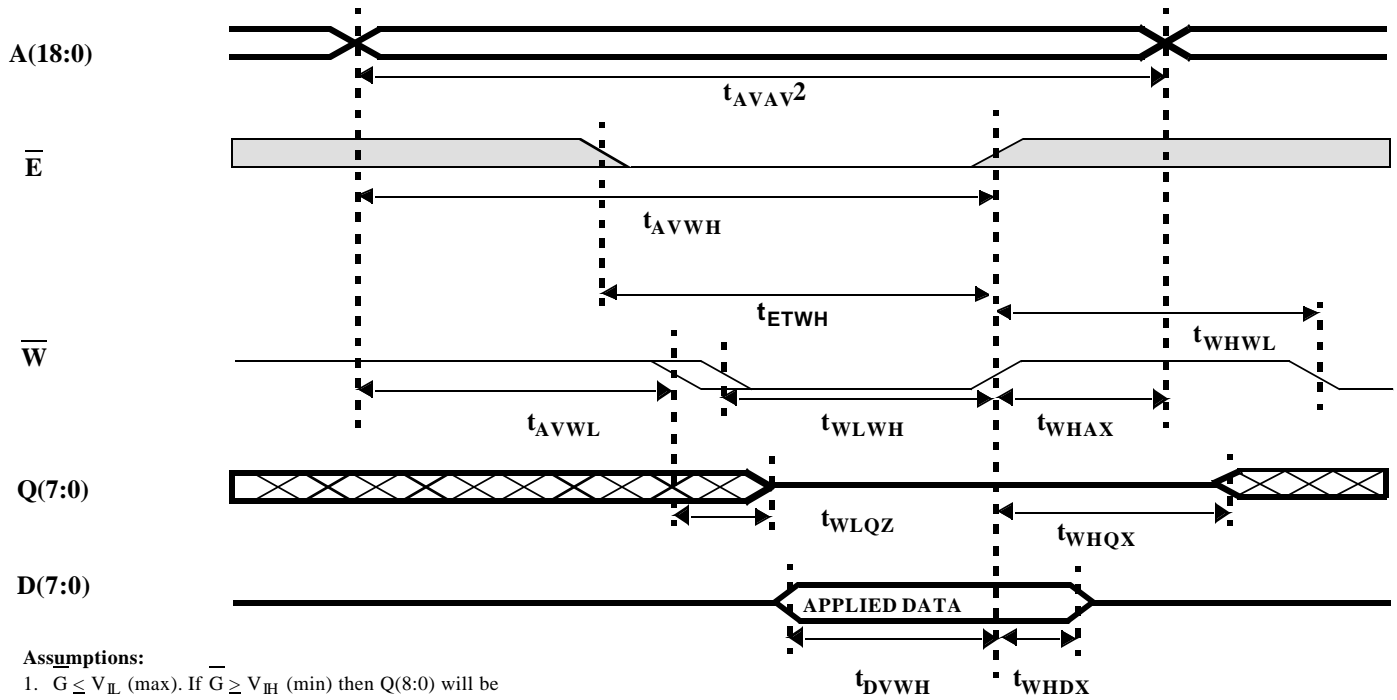 A(18:0)
tAVAV2
E
tAVWH
tETWH
W
tWHWL
tAVWL
tWLWH
tWHAX
Q(7:0)
tWLQZ
tWHQX
D(7:0)
APPLIED DATA
Assumptions:
1. G ≤ VIL (max). If G ≥ VIH (min) then Q(8:0) will be
tDVWH
tWHDX